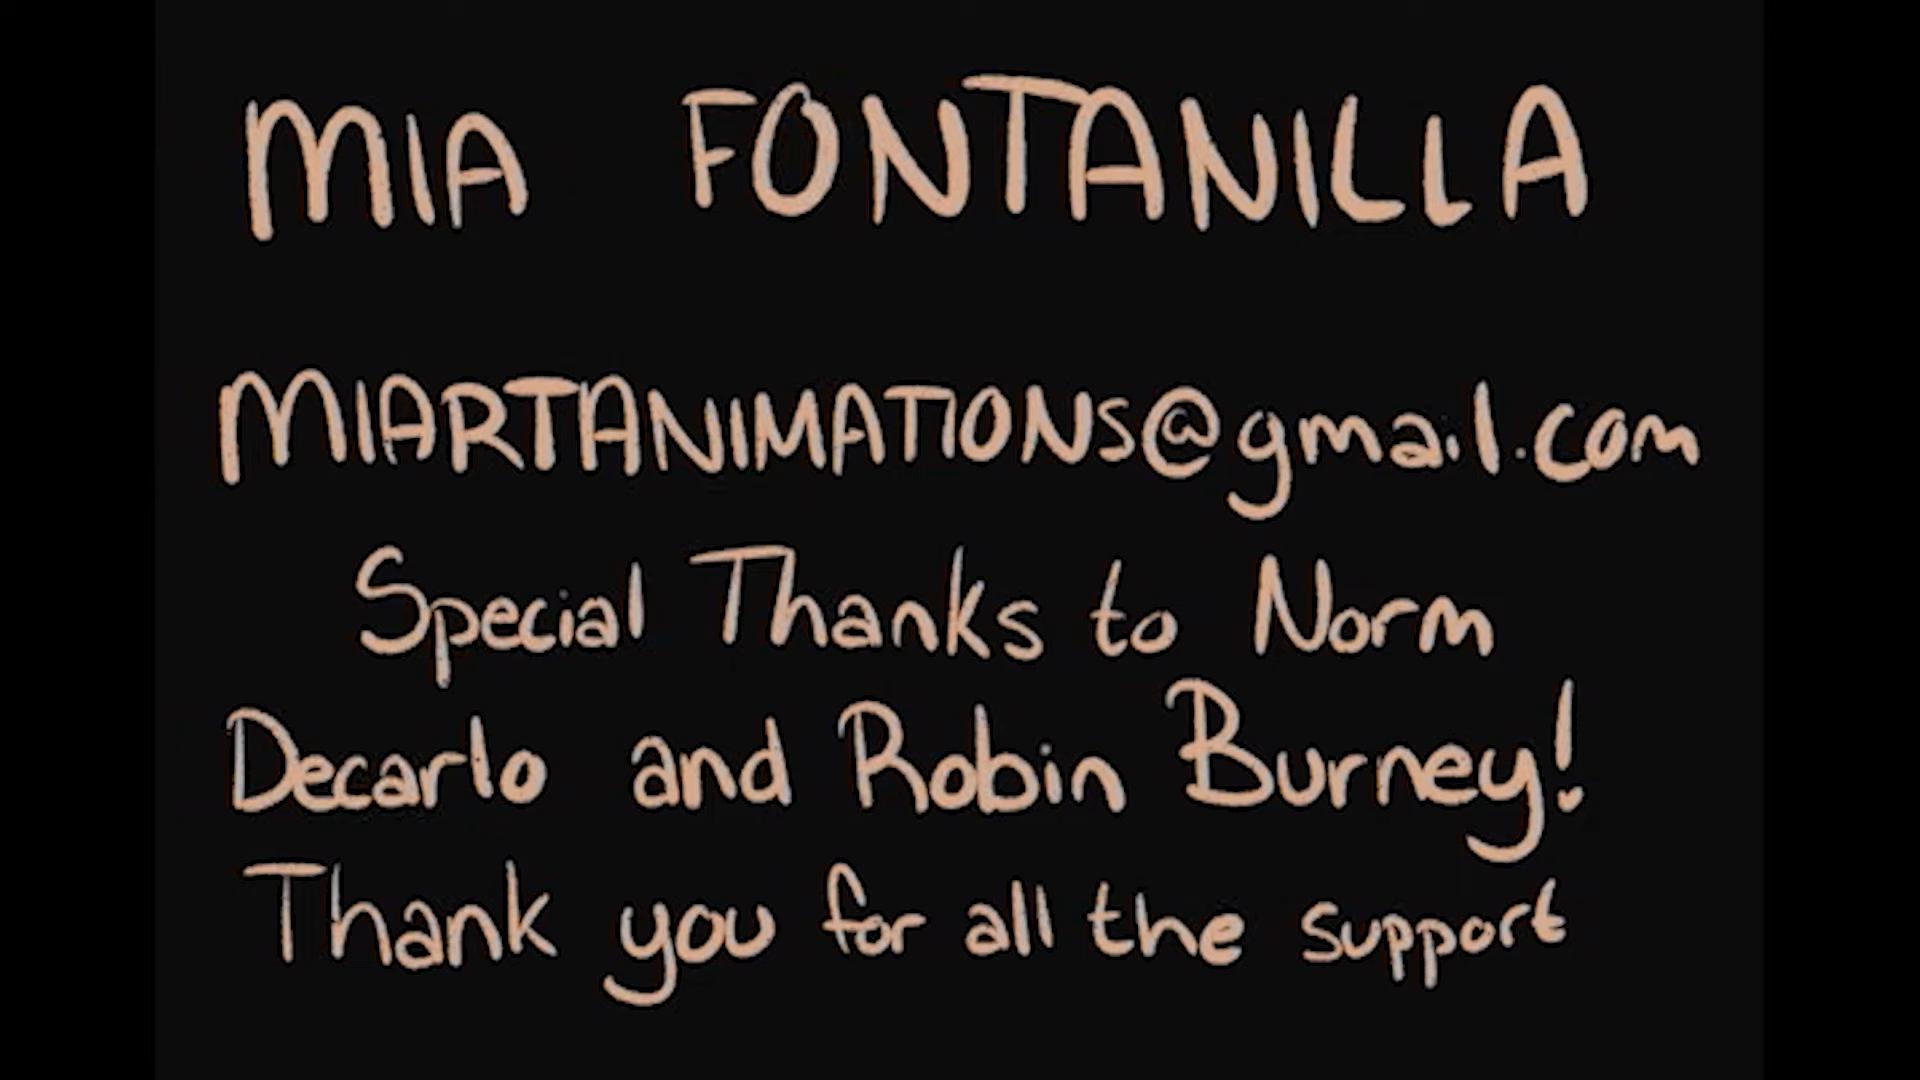 MIA FONTANILLA
MIARTANIMATIONS@gmail.com
Special Thanks to Norm
Decarlo and Robin Burney!
Thank you for all the support